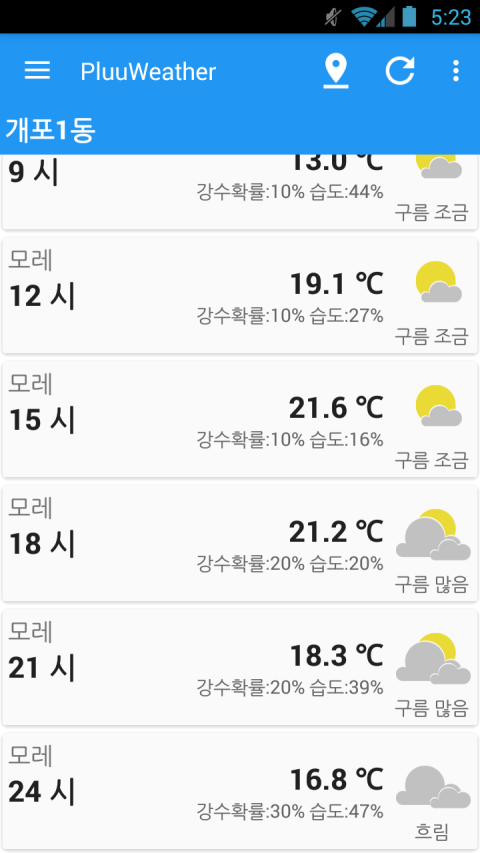 5:23
PluuWeather
개포1동
9 시
13.0 ℃
강수확률:10% 습도:44%
구름 조금
모레
12 시
19.1 ℃
강수확률:10% 습도:27%
구름 조금
모레
15 시
21.6 ℃
강수확률:10% 습도:16%
구름 조금
모레
18 시
21.2 ℃
강수확률:20% 습도:20%
구름 많음
모레
21 시
18.3 ℃
강수확률:20% 습도:39%
구름 많음
모레
24 시
16.8 ℃
강수확률:30% 습도:47%
흐림